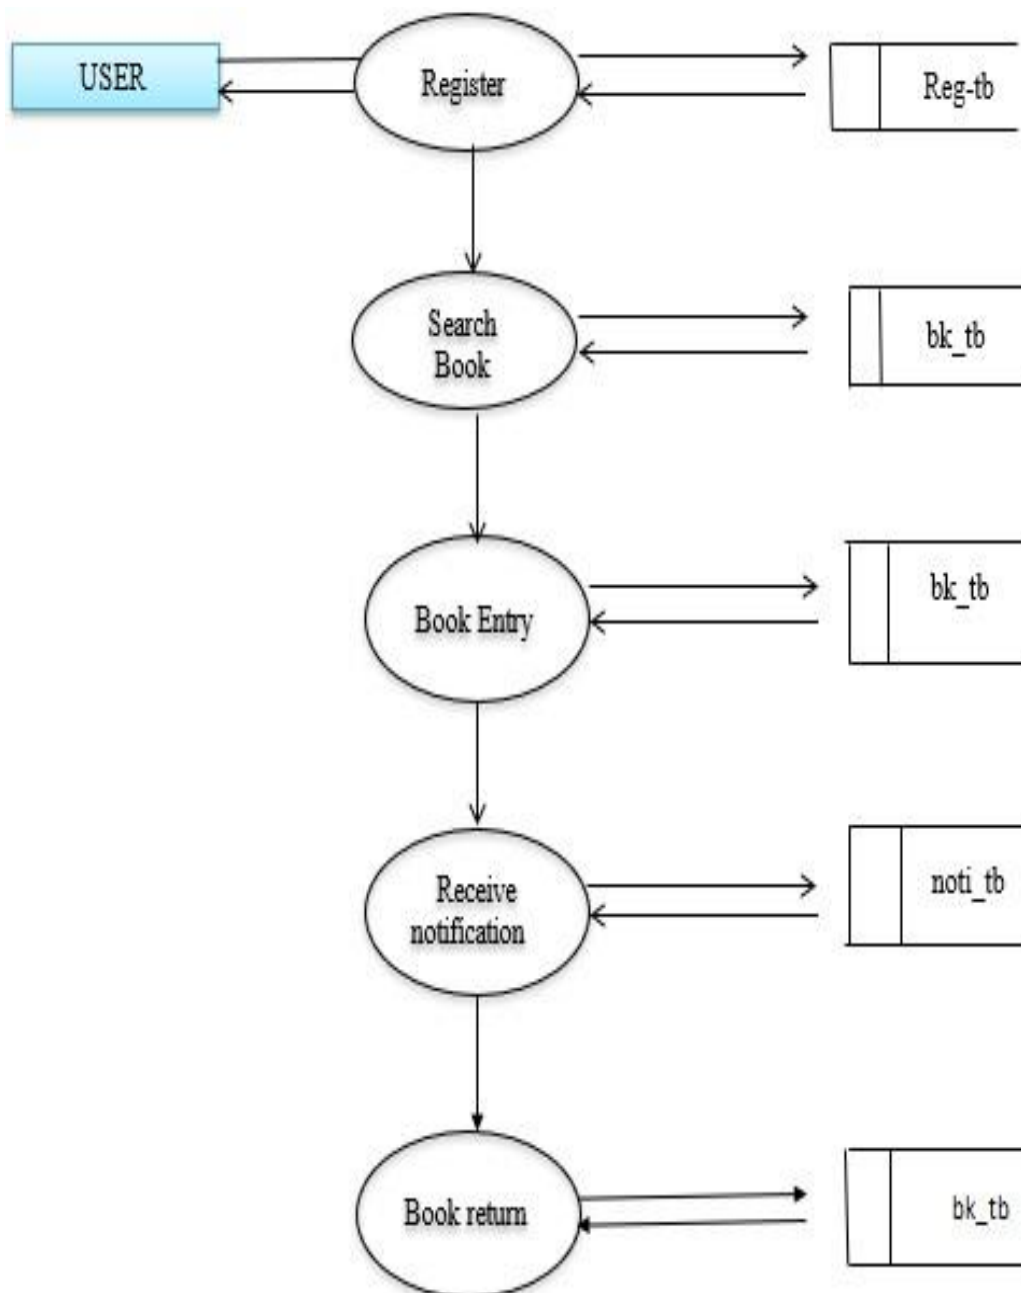 USER
Register
Reg-tb
Search
Book
bk_tb
Book Entry
bk_tb
Receive
notification
noti_tb
Book return
bk_tb